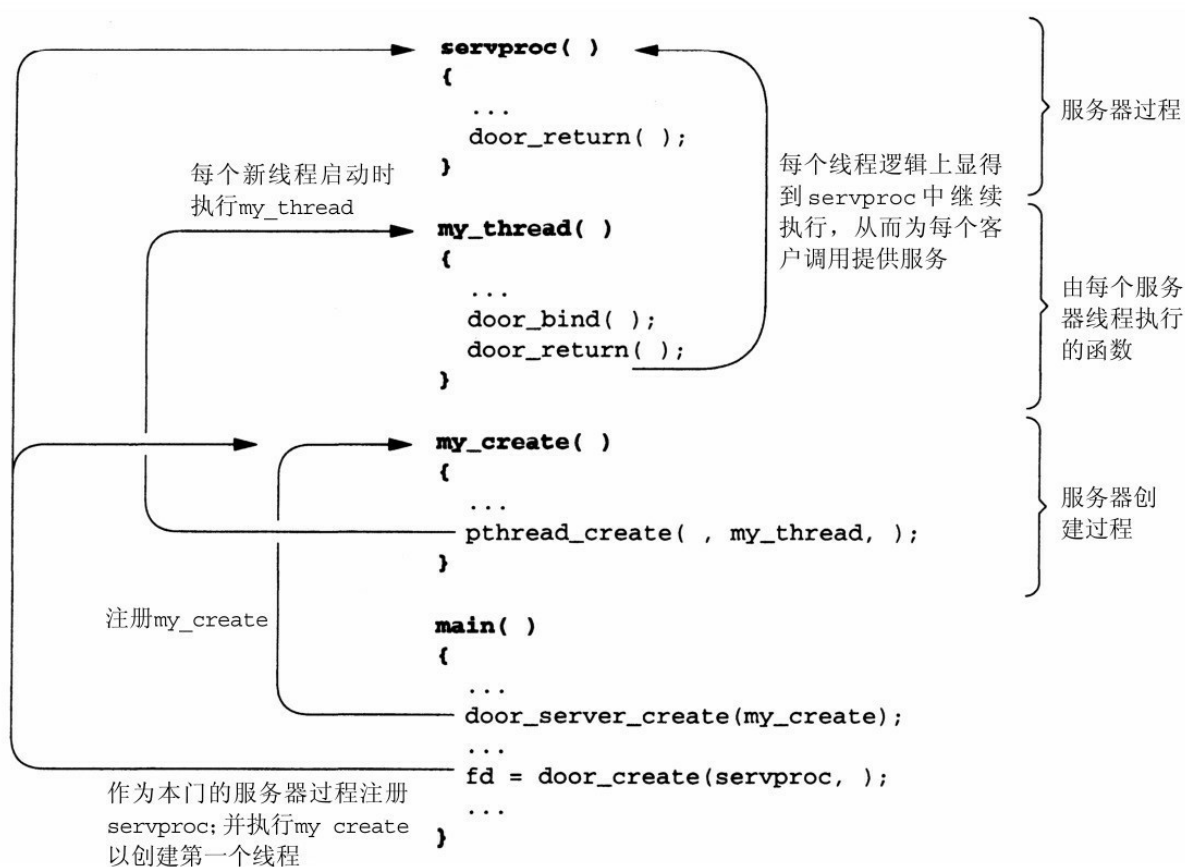 servproc( )
{
...
door_return( );
}
服务器过程
每个新线程启动时
执行my_thread
每个线程逻辑上显得
到servproc中继续
执行，从而为每个客
户调用提供服务
my_thread( )
{
...
door_bind( );
door_return( );
}
由每个服务
器线程执行
的函数
my_create( )
{
...
pthread_create( , my_thread, );
}
服务器创
建过程
注册my_create
main( )
{
...
door_server_create(my_create);
...
fd = door_create(servproc, );
...
}
作为本门的服务器过程注册
servproc;并执行my create
以创建第一个线程